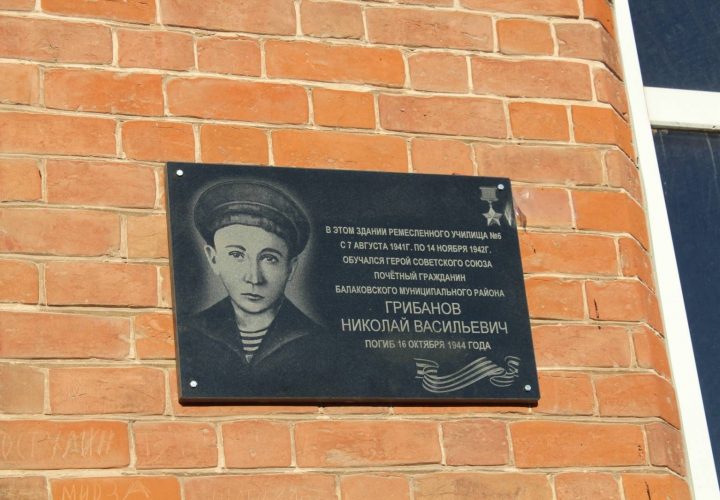 В ЭТОМ ЗДАНИИ РЕМЕСЛЕННОГО УЧИЛИЩА №6
С 7 АВГУСТА 1941Г. ПО 14 НОЯБРЯ 1942Г.
ОБУЧАЛСЯ ГЕРОЙ СОВЕТСКОГО СОЮЗА
ПОЧЁТНЫЙ ГРАЖДАНИН
БАЛАКОВСКОГО МУНИЦИПАЛЬНОГО РАЙОНА
ГРИБАНОВ
НИКОЛАЙ ВАСИЛЬЕВИЧ
ПОГИБ 16 ОКТЯБРЯ 1944 ГОДА